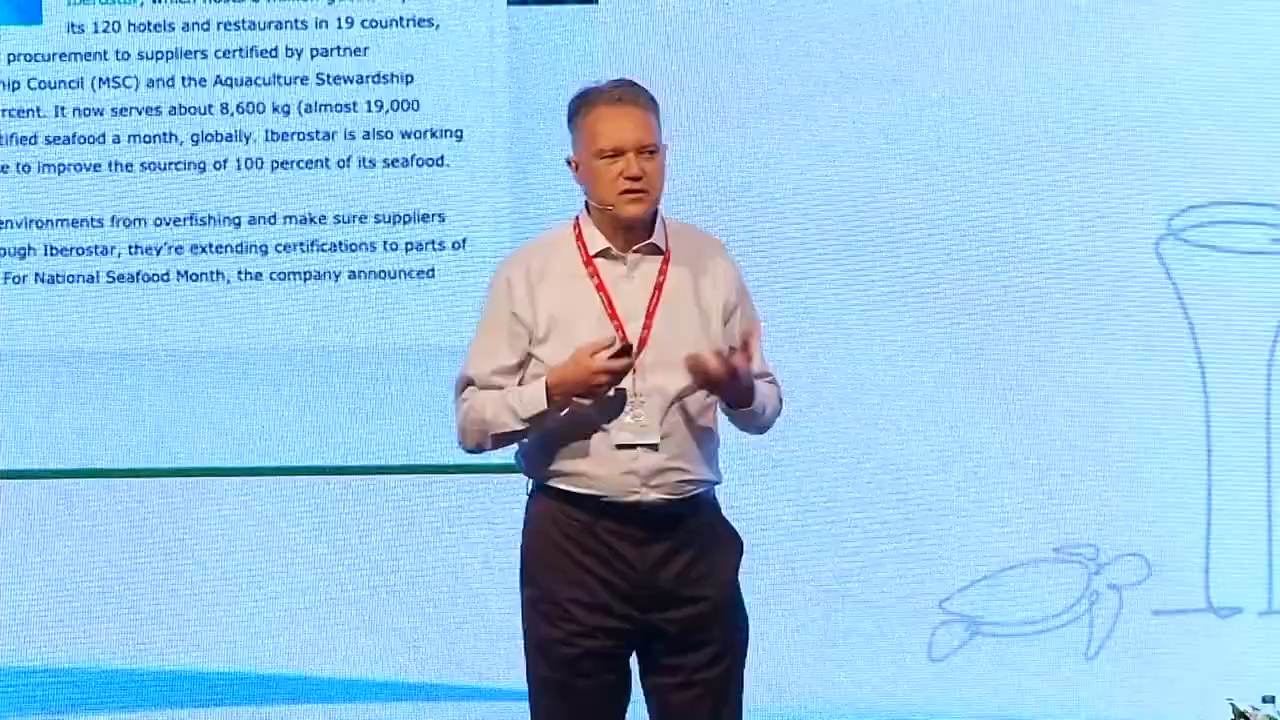 Iberostar,
its 120 hotels and restaurants in 19 countries,
procurement to suppliers certified by partner
hip Council (MSC) and the Aquaculture Stewardship
rcent. It now serves about 8,600 kg (almost 19,000
tified seafood a month, globally. Iberostar is also working
e to improve the sourcing of 100 percent of its seafood.
environments from overfishing and make sure suppliers
ough Iberostar, they're extending certifications to parts of
For National Seafood Month, the company announced